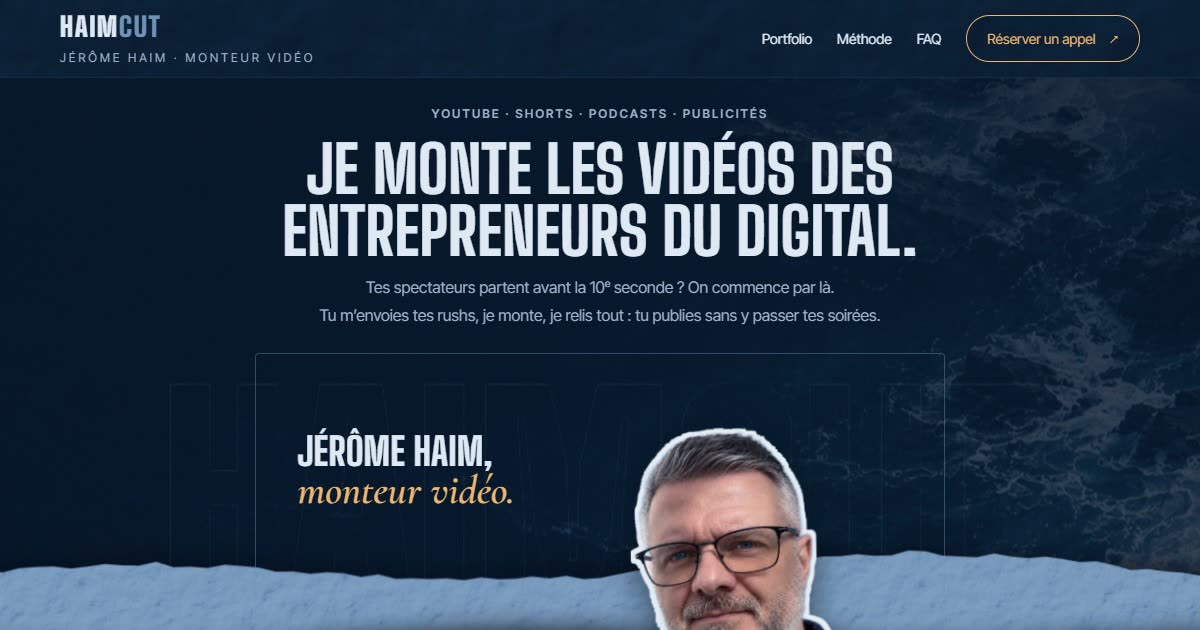 HAIMCUT
JÉRÔME HAIM · MONTEUR VIDÉO
Portfolio
Méthode
FAQ
Réserver un appel ↗
YOUTUBE · SHORTS · PODCASTS · PUBLICITÉS
JE MONTE LES VIDÉOS DES
ENTREPRENEURS DU DIGITAL.
Tes spectateurs partent avant la 10ᵉ seconde ? On commence par là.
Tu m’envoies tes rushs, je monte, je relis tout : tu publies sans y passer tes soirées.
HAIMCUT
JÉRÔME HAIM,
monteur vidéo.